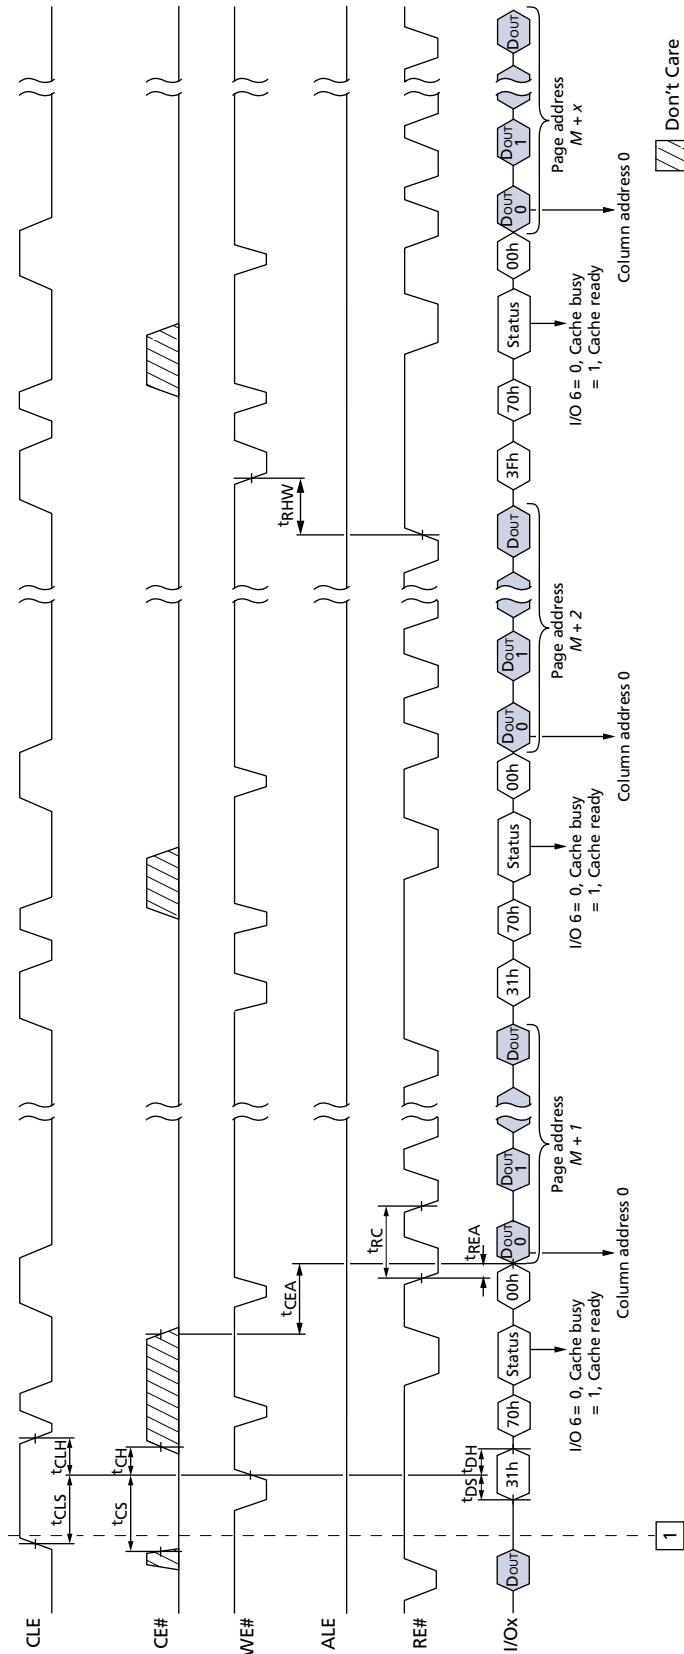 CLE
tCLS
tCLH
CE#
tCS
tCH
WE#
tCEA
tRHW
ALE
RE#
tRC
tDS
tDH
tREA
I/Ox
DOUT
31h
70h
Status
00h
DOUT 0
DOUT 1
DOUT
31h
70h
Status
00h
DOUT 0
DOUT 1
DOUT
3Fh
70h
Status
00h
DOUT 0
DOUT 1
DOUT
Page address
M + 1
Page address
M + 2
Page address
M + x
I/O 6 = 0, Cache busy
= 1, Cache ready
I/O 6 = 0, Cache busy
= 1, Cache ready
I/O 6 = 0, Cache busy
= 1, Cache ready
Column address 0
Column address 0
Column address 0
1
Don't Care